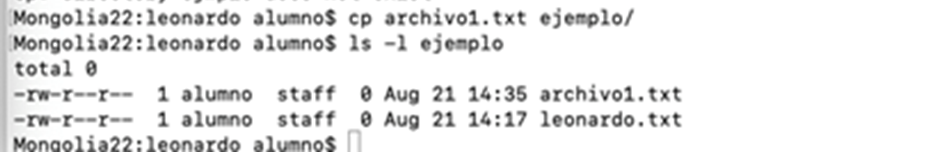 Mongolia22:leonardo alumno$ cp archivo1.txt ejemplo/
Mongolia22:leonardo alumno$ ls -l ejemplo
total 0
-rw-r--r--  1 alumno  staff  0 Aug 21 14:35 archivo1.txt
-rw-r--r--  1 alumno  staff  0 Aug 21 14:17 leonardo.txt
Mongolia22:leonardo alumno$